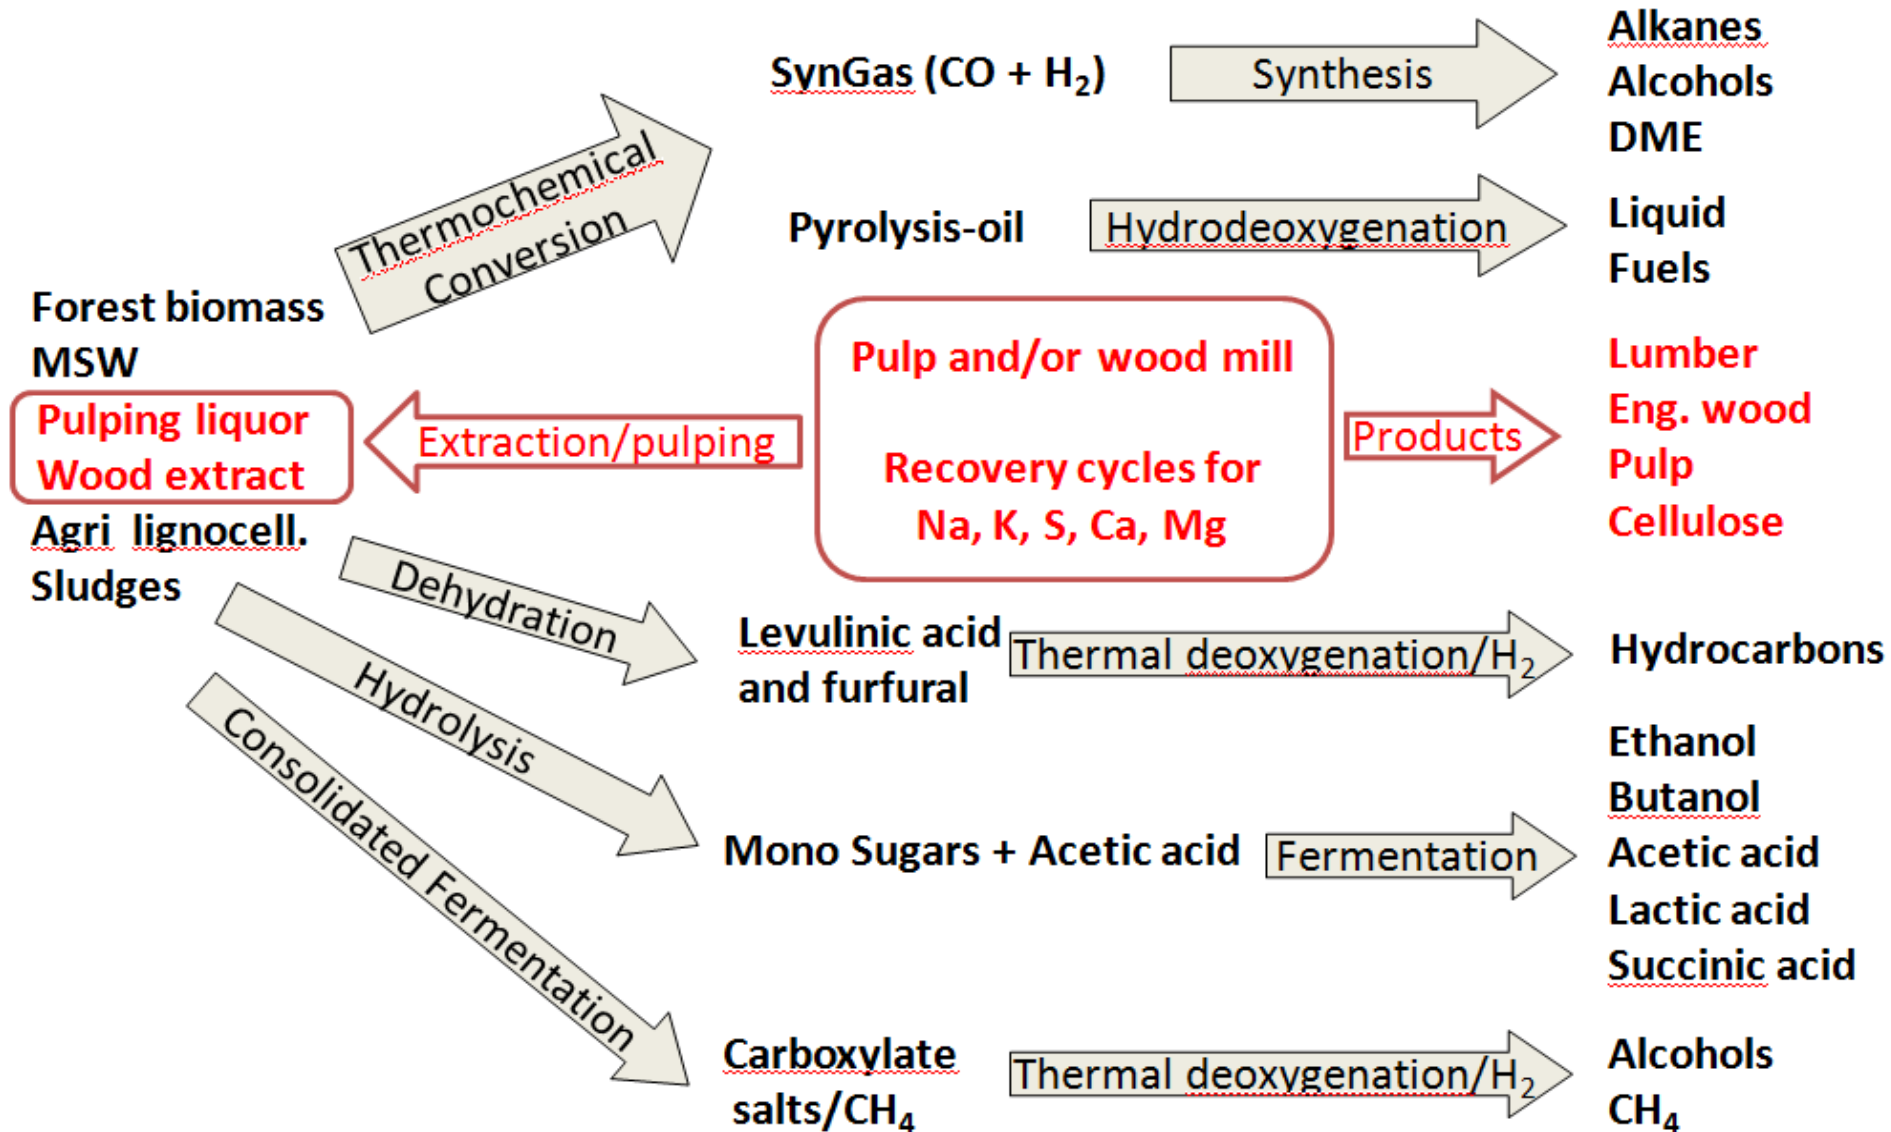 Alkanes
Alcohols
DME
SynGas (CO + H₂)
Synthesis
Thermochemical
Conversion
Pyrolysis-oil
Hydrodeoxygenation
Liquid
Fuels
Forest biomass
MSW
Pulping liquor
Wood extract
Agri lignocell.
Sludges
Extraction/pulping
Pulp and/or wood mill
Recovery cycles for
Na, K, S, Ca, Mg
Products
Lumber
Eng. wood
Pulp
Cellulose
Dehydration
Levulinic acid
and furfural
Thermal deoxygenation/H₂
Hydrocarbons
Hydrolysis
Mono Sugars + Acetic acid
Fermentation
Ethanol
Butanol
Acetic acid
Lactic acid
Succinic acid
Consolidated Fermentation
Carboxylate
salts/CH₄
Thermal deoxygenation/H₂
Alcohols
CH₄